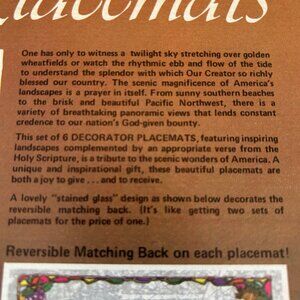 Placemats
One has only to witness a twilight sky stretching over golden
wheatfields or watch the rhythmic ebb and flow of the tide
to understand the splendor with which Our Creator so richly
blessed our country. The scenic magnificence of America's
landscapes is a prayer in itself. From sunny southern beaches
to the brisk and beautiful Pacific Northwest, there is a
variety of breathtaking panoramic views that lends constant
credence to our nation's God-given bounty.
This set of 6 DECORATOR PLACEMATS, featuring inspiring
landscapes complemented by an appropriate verse from the
Holy Scripture, is a tribute to the scenic wonders of America. A
unique and inspirational gift, these beautiful placemats are
both a joy to give . . . and to receive.
A lovely "stained glass" design as shown below decorates the
reversible matching back. (It's like getting two sets of
placemats for the price of one.)
Reversible Matching Back on each placemat!